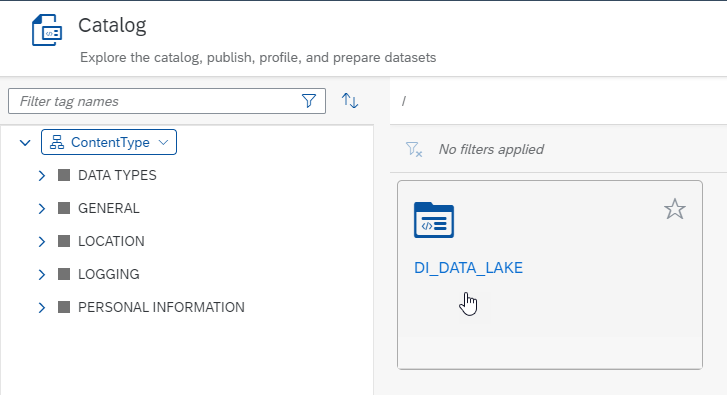 Catalog
Explore the catalog, publish, profile, and prepare datasets
Filter tag names
/
ContentType
No filters applied
DATA TYPES
GENERAL
LOCATION
LOGGING
PERSONAL INFORMATION
DI_DATA_LAKE